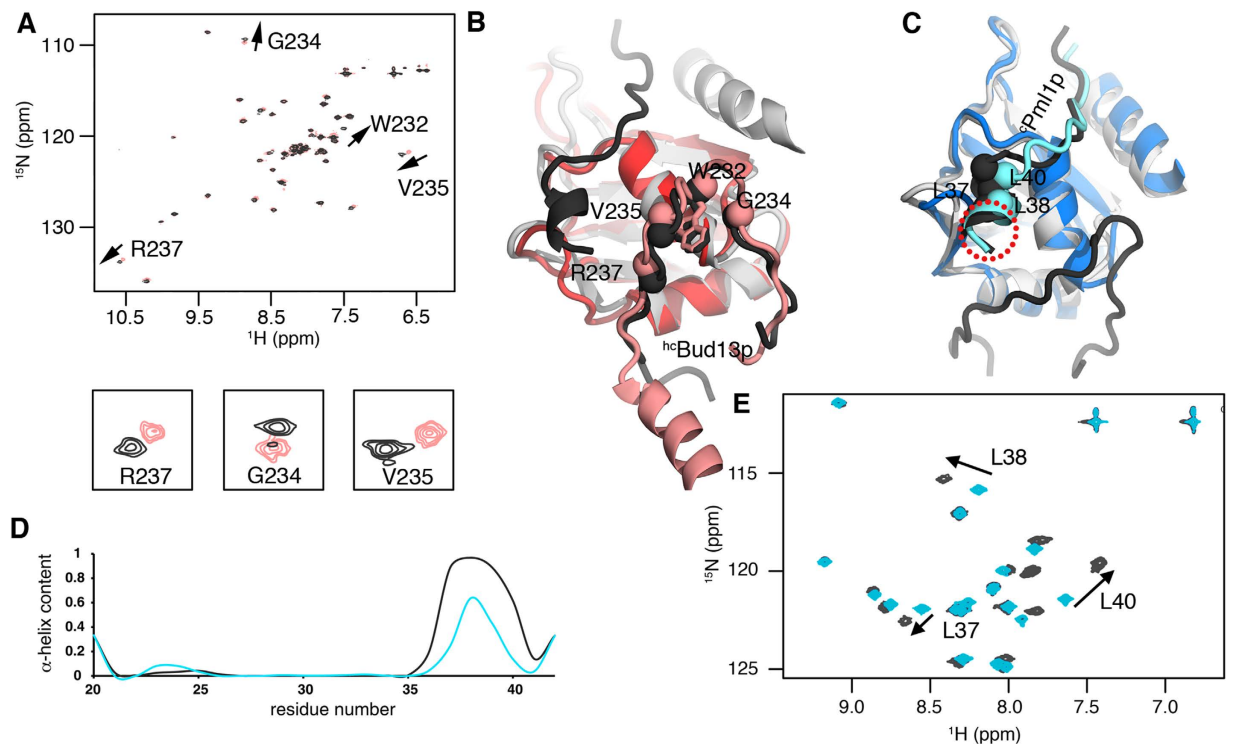 A
110
120
130
15N (ppm)
G234
W232
V235
R237
10.5 9.5 8.5 7.5 6.5
1H (ppm)
R237
G234
V235
B
W232
V235
G234
R237
hcBud13p
C
cPml1p
L37
L40
L38
D
α-helix content
1
0.8
0.6
0.4
0.2
0
20 25 30 35 40
residue number
E
115
120
125
15N (ppm)
L38
L40
L37
9.0 8.5 8.0 7.5 7.0
1H (ppm)